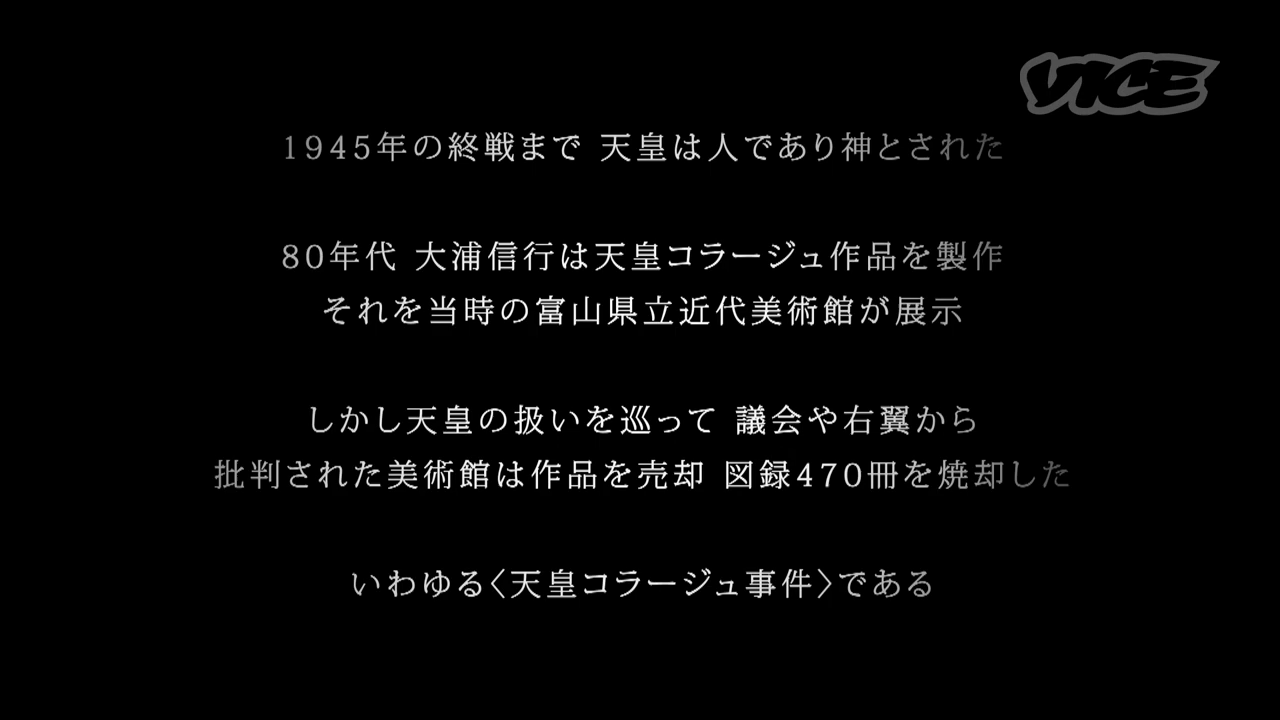 VICE
1945年の終戦まで 天皇は人であり神とされた
80年代 大浦信行は天皇コラージュ作品を製作
それを当時の富山県立近代美術館が展示
しかし天皇の扱いを巡って 議会や右翼から
批判された美術館は作品を売却 図録470冊を焼却した
いわゆる〈天皇コラージュ事件〉である